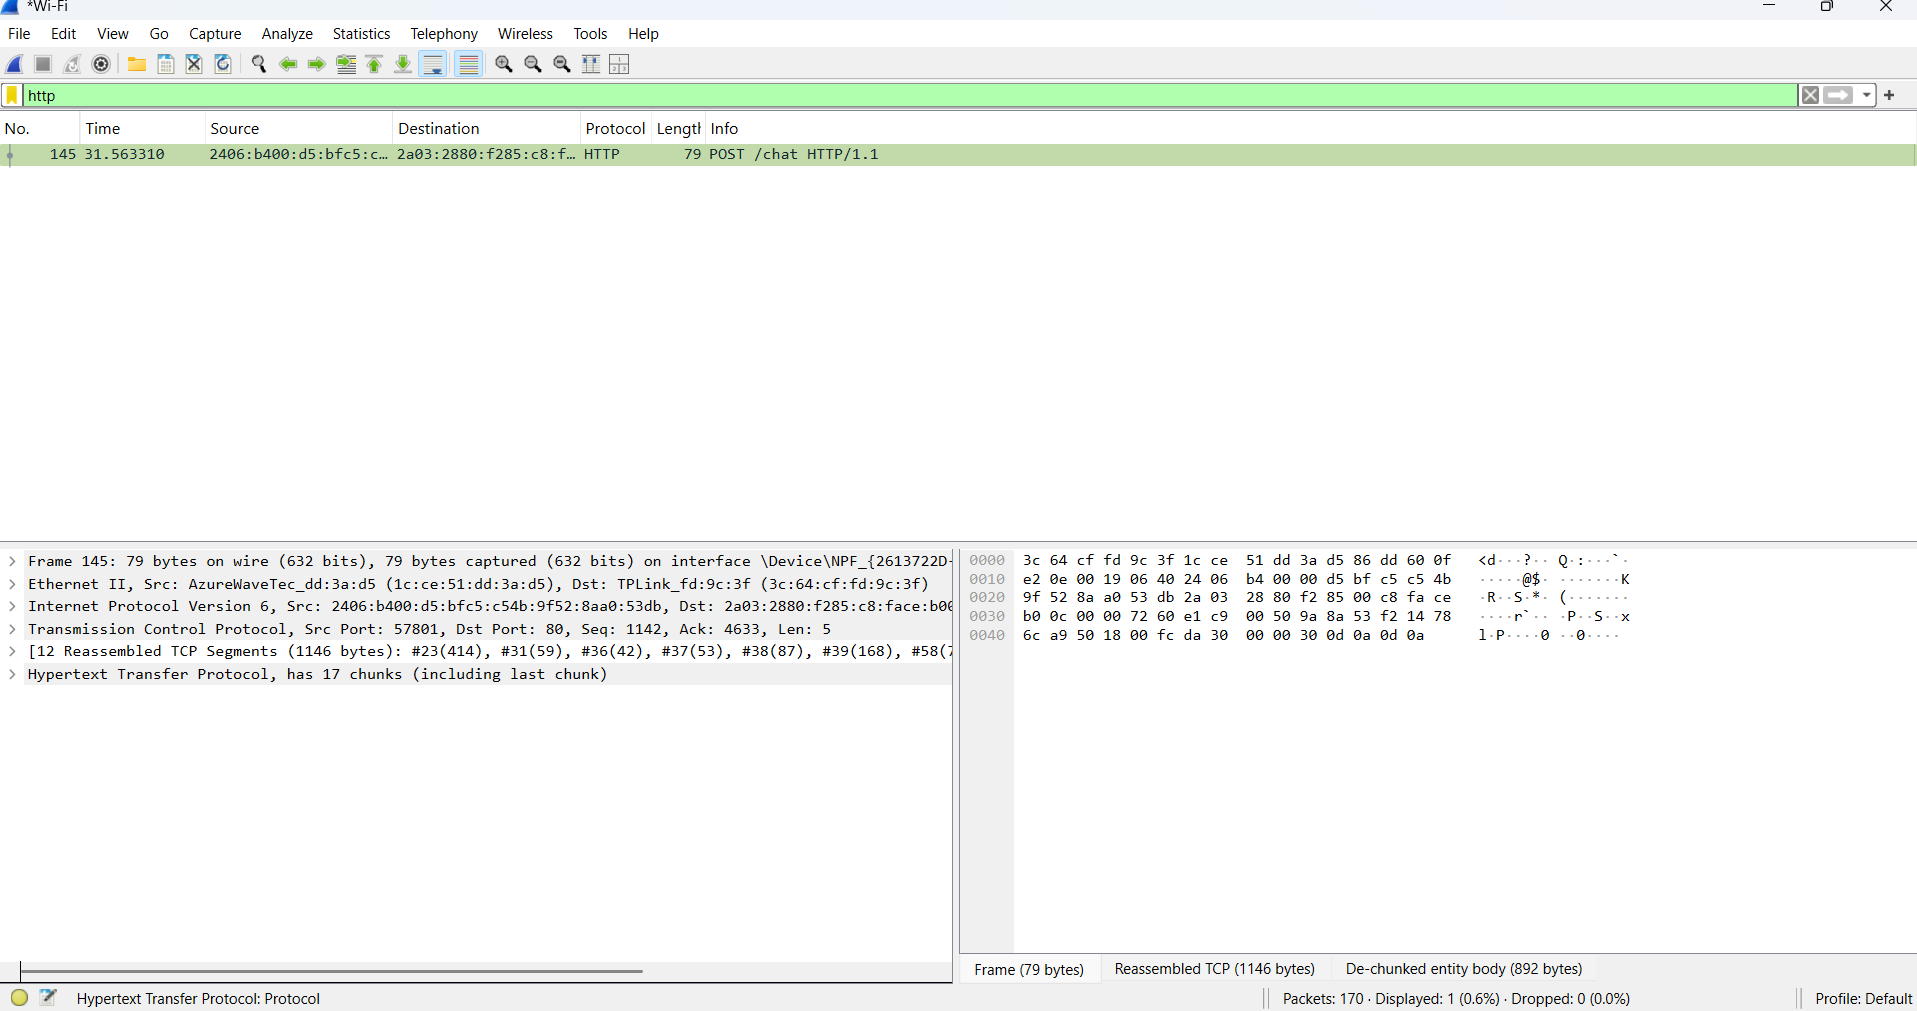 *Wi-Fi
File Edit View Go Capture Analyze Statistics Telephony Wireless Tools Help
http
No. Time Source Destination Protocol Lengtl Info
145 31.563310 2406:b400:d5:bfc5:c… 2a03:2880:f285:c8:f… HTTP 79 POST /chat HTTP/1.1
Frame 145: 79 bytes on wire (632 bits), 79 bytes captured (632 bits) on interface \Device\NPF_{2613722D-
Ethernet II, Src: AzureWaveTec_dd:3a:d5 (1c:ce:51:dd:3a:d5), Dst: TPLink_fd:9c:3f (3c:64:cf:fd:9c:3f)
Internet Protocol Version 6, Src: 2406:b400:d5:bfc5:c54b:9f52:8aa0:53db, Dst: 2a03:2880:f285:c8:face:b00
Transmission Control Protocol, Src Port: 57801, Dst Port: 80, Seq: 1142, Ack: 4633, Len: 5
[12 Reassembled TCP Segments (1146 bytes): #23(414), #31(59), #36(42), #37(53), #38(87), #39(168), #58(7
Hypertext Transfer Protocol, has 17 chunks (including last chunk)
0000 3c 64 cf fd 9c 3f 1c ce 51 dd 3a d5 86 dd 60 0f <d···?·· Q·:···`·
0010 e2 0e 00 19 06 40 24 06 b4 00 00 d5 bf c5 c5 4b ·····@$· ·······K
0020 9f 52 8a a0 53 db 2a 03 28 80 f2 85 00 c8 fa ce ·R··S·*· (·······
0030 b0 0c 00 00 72 60 e1 c9 00 50 9a 8a 53 f2 14 78 ····r`·· ·P··S··x
0040 6c a9 50 18 00 fc da 30 00 00 30 0d 0a 0d 0a l·P····0 ··0····
Frame (79 bytes) Reassembled TCP (1146 bytes) De-chunked entity body (892 bytes)
Hypertext Transfer Protocol: Protocol
Packets: 170 · Displayed: 1 (0.6%) · Dropped: 0 (0.0%)
Profile: Default